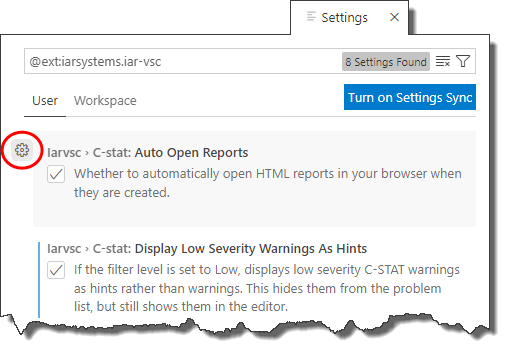 Settings
@ext:iarsystems.iar-vsc
8 Settings Found
User Workspace
Turn on Settings Sync
Iarvsc › C-stat: Auto Open Reports
Whether to automatically open HTML reports in your browser when
they are created.
Iarvsc › C-stat: Display Low Severity Warnings As Hints
If the filter level is set to Low, displays low severity C-STAT warnings
as hints rather than warnings. This hides them from the problem
list, but still shows them in the editor.